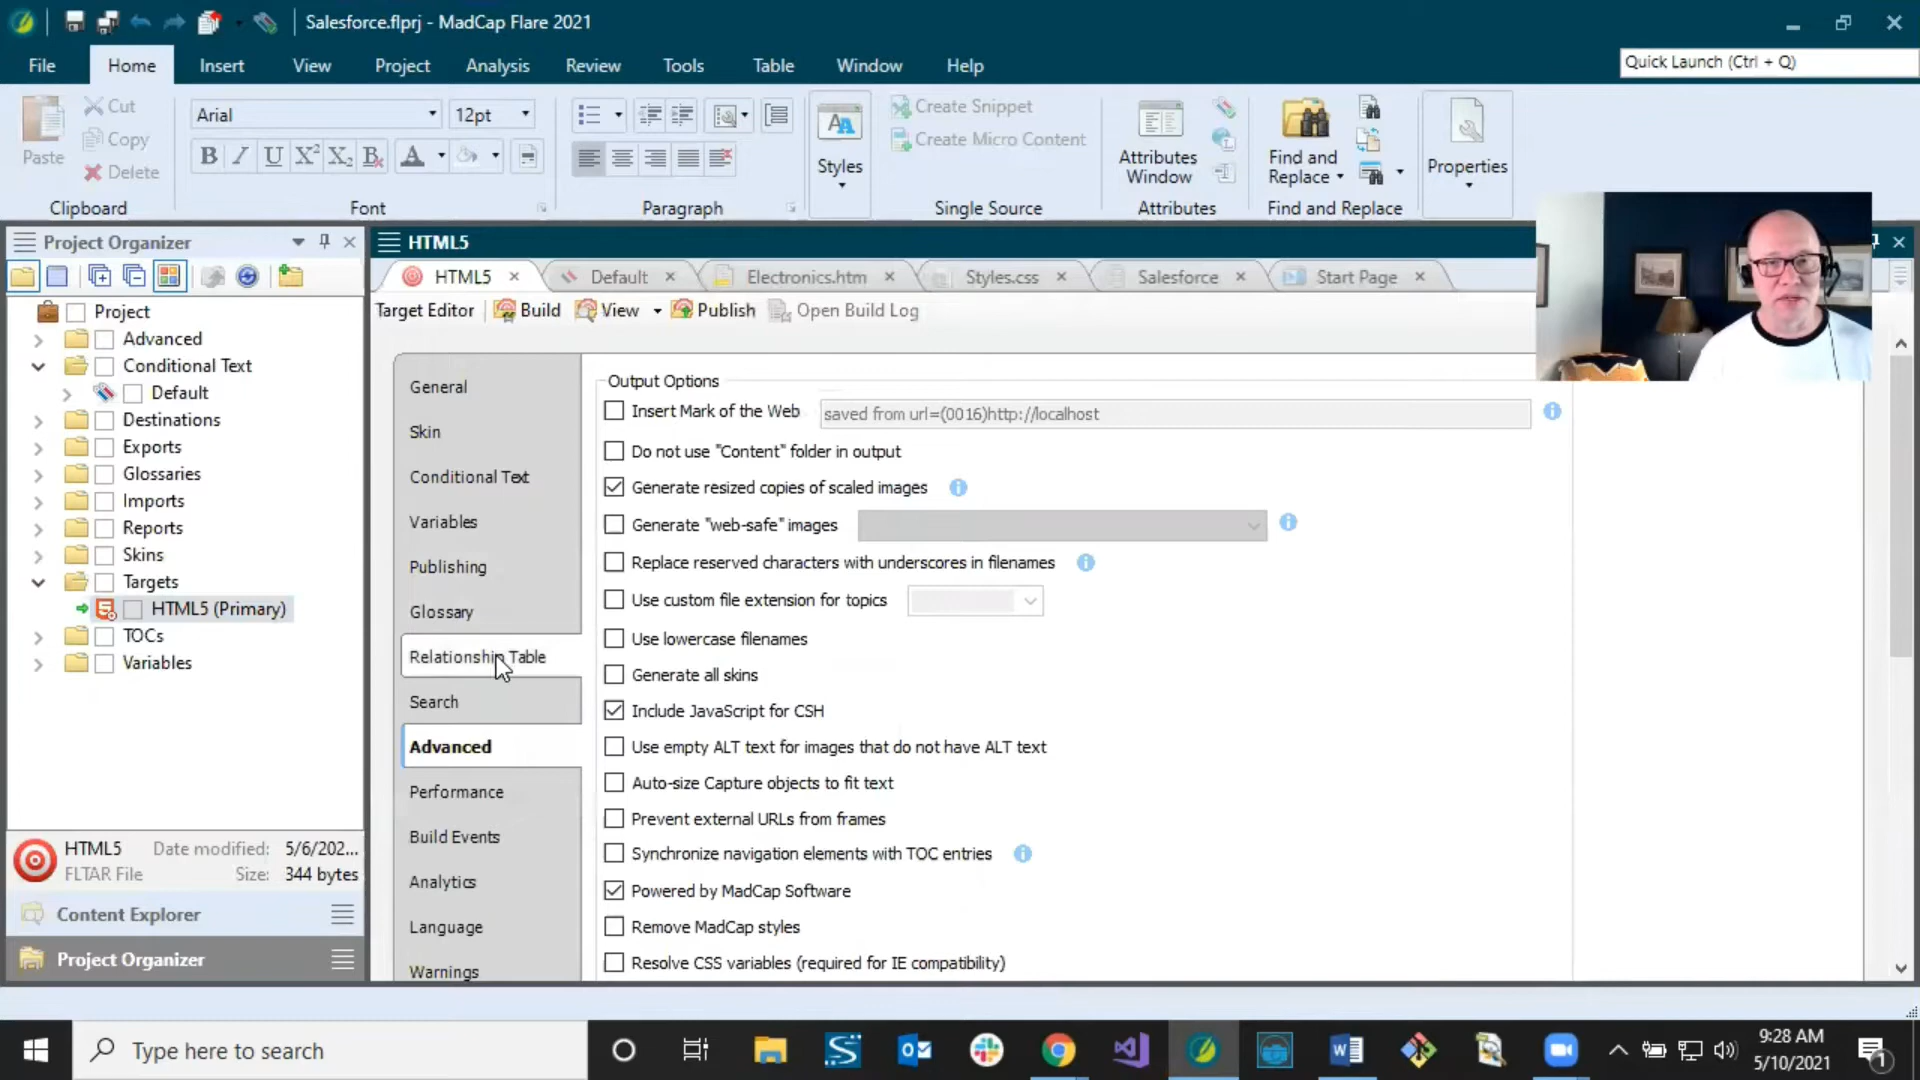 Salesforce.flprj - MadCap Flare 2021
File Home Insert View Project Analysis Review Tools Table Window Help
Quick Launch (Ctrl + Q)
Paste
Cut
Copy
Delete
Clipboard
Arial 12pt
B I U X² X₂ B
A
Font
Paragraph
Styles
Create Snippet
Create Micro Content
Single Source
Attributes
Window
Attributes
Find and
Replace
Find and Replace
Properties
Project Organizer
Project
Advanced
Conditional Text
Default
Destinations
Exports
Glossaries
Imports
Reports
Skins
Targets
HTML5 (Primary)
TOCs
Variables
HTML5 Date modified: 5/6/202...
FLTAR File Size: 344 bytes
Content Explorer
Project Organizer
HTML5
HTML5 Default Electronics.htm Styles.css Salesforce Start Page
Target Editor Build View Publish Open Build Log
General
Skin
Conditional Text
Variables
Publishing
Glossary
Relationship Table
Search
Advanced
Performance
Build Events
Analytics
Language
Warnings
Output Options
Insert Mark of the Web saved from url=(0016)http://localhost
Do not use "Content" folder in output
Generate resized copies of scaled images
Generate "web-safe" images
Replace reserved characters with underscores in filenames
Use custom file extension for topics
Use lowercase filenames
Generate all skins
Include JavaScript for CSH
Use empty ALT text for images that do not have ALT text
Auto-size Capture objects to fit text
Prevent external URLs from frames
Synchronize navigation elements with TOC entries
Powered by MadCap Software
Remove MadCap styles
Resolve CSS variables (required for IE compatibility)
Type here to search
9:28 AM
5/10/2021
1